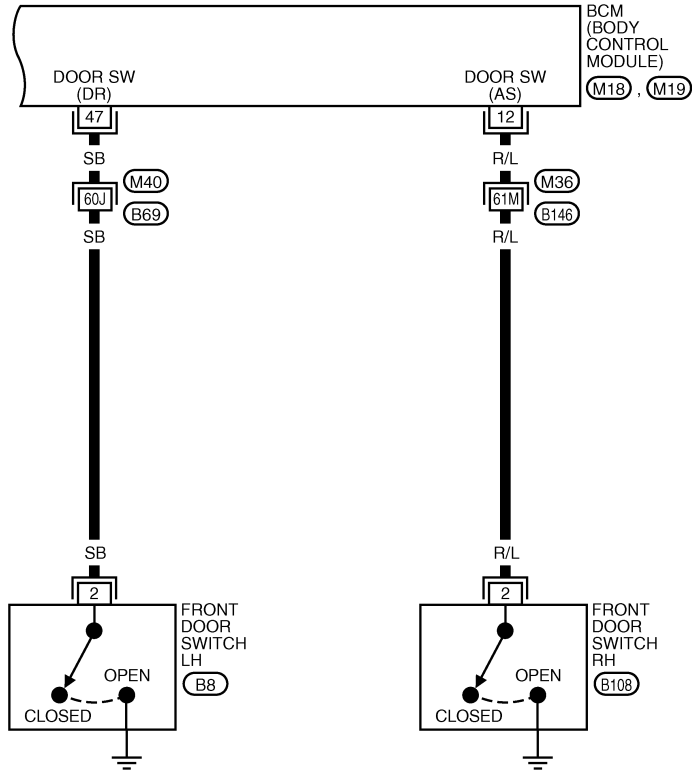 BCM
(BODY
CONTROL
MODULE)
M18 , M19
DOOR SW
(DR)
DOOR SW
(AS)
47
12
SB
R/L
60J
M40
B69
61M
M36
B146
SB
R/L
SB
R/L
2
2
FRONT
DOOR
SWITCH
LH
B8
OPEN
CLOSED
FRONT
DOOR
SWITCH
RH
B108
OPEN
CLOSED